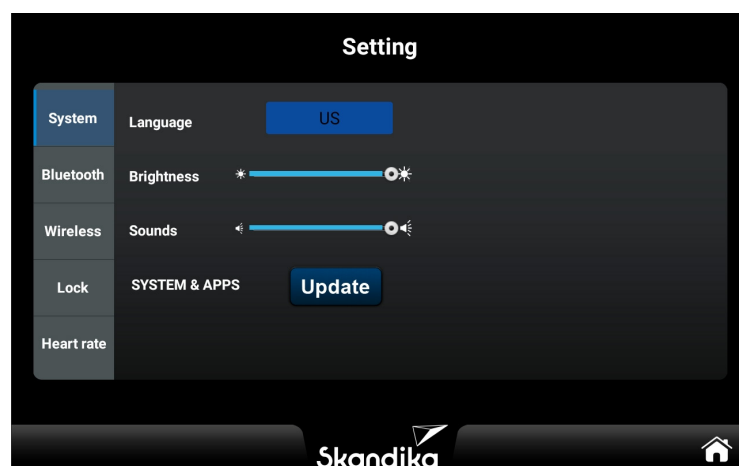 Setting
System
Language
US
Bluetooth
Brightness
Wireless
Sounds
Lock
SYSTEM & APPS
Update
Heart rate
Skandika